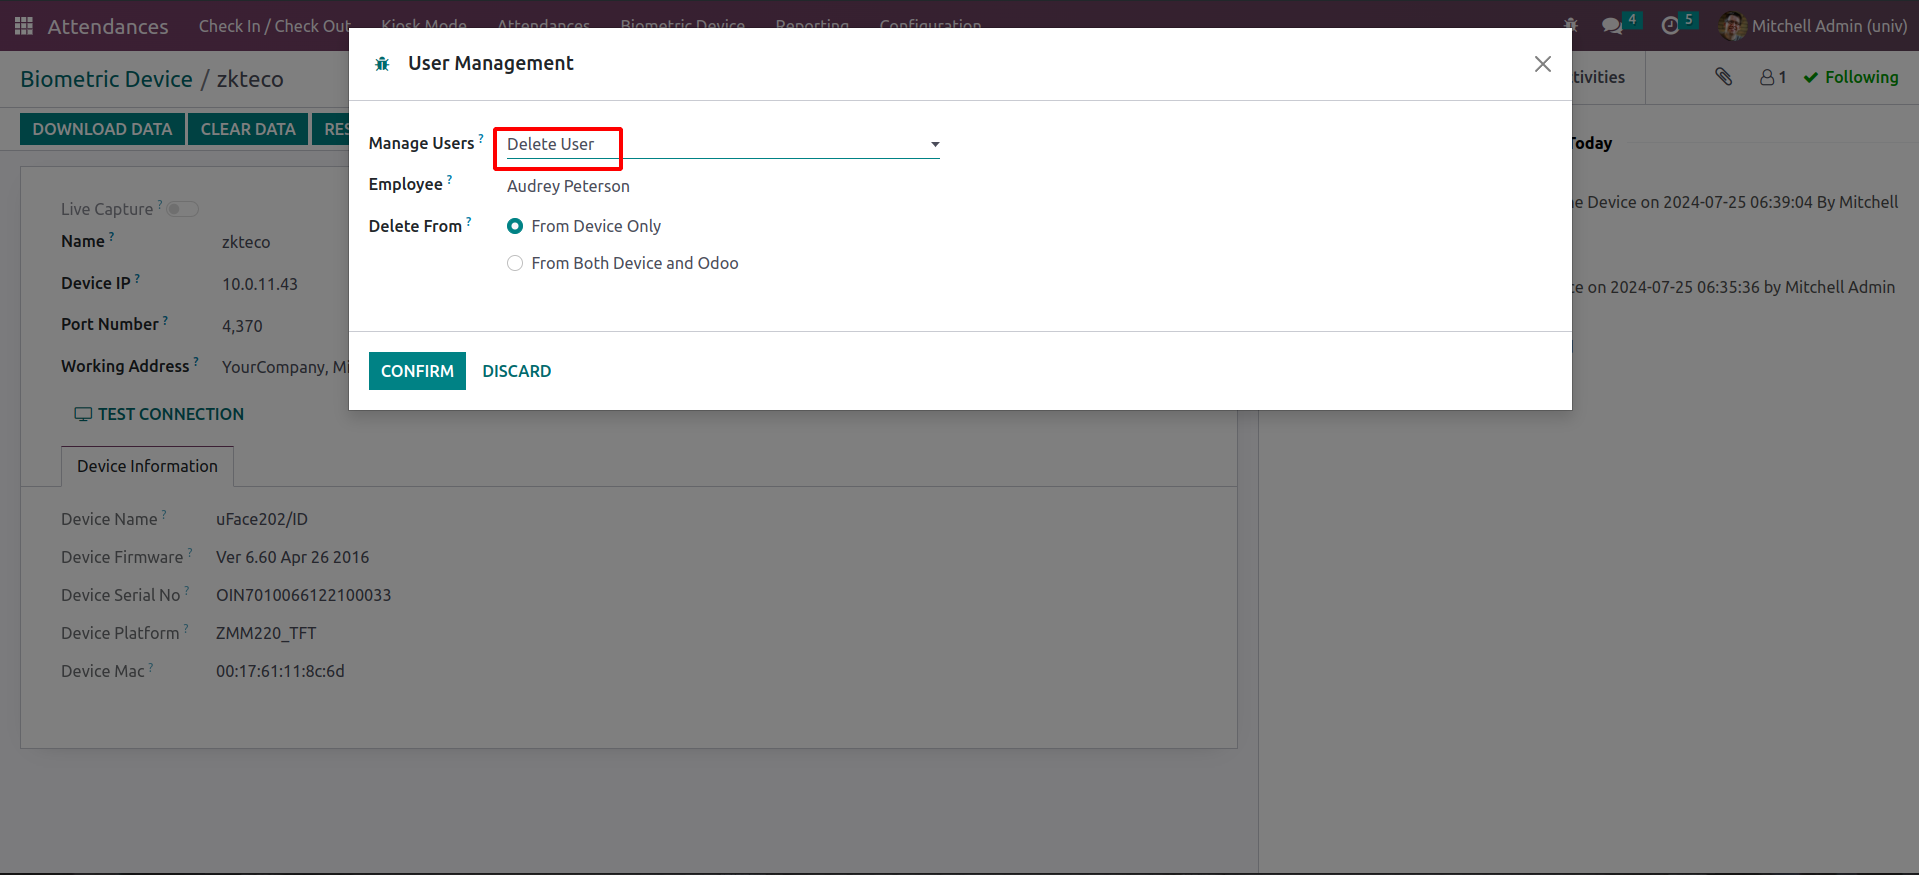 Attendances Check In / Check Out Kiosk Mode Attendances Biometric Device Reporting Configuration 4 5 Mitchell Admin (univ)
Biometric Device / zkteco
tivities 1 Following
DOWNLOAD DATA CLEAR DATA RES
User Management
Manage Users ? Delete User
Employee ? Audrey Peterson
Delete From ? From Device Only
From Both Device and Odoo
CONFIRM DISCARD
Today
e Device on 2024-07-25 06:39:04 By Mitchell
e on 2024-07-25 06:35:36 by Mitchell Admin
Live Capture ?
Name ? zkteco
Device IP ? 10.0.11.43
Port Number ? 4,370
Working Address ? YourCompany, Mi
TEST CONNECTION
Device Information
Device Name ? uFace202/ID
Device Firmware ? Ver 6.60 Apr 26 2016
Device Serial No ? OIN7010066122100033
Device Platform ? ZMM220_TFT
Device Mac ? 00:17:61:11:8c:6d